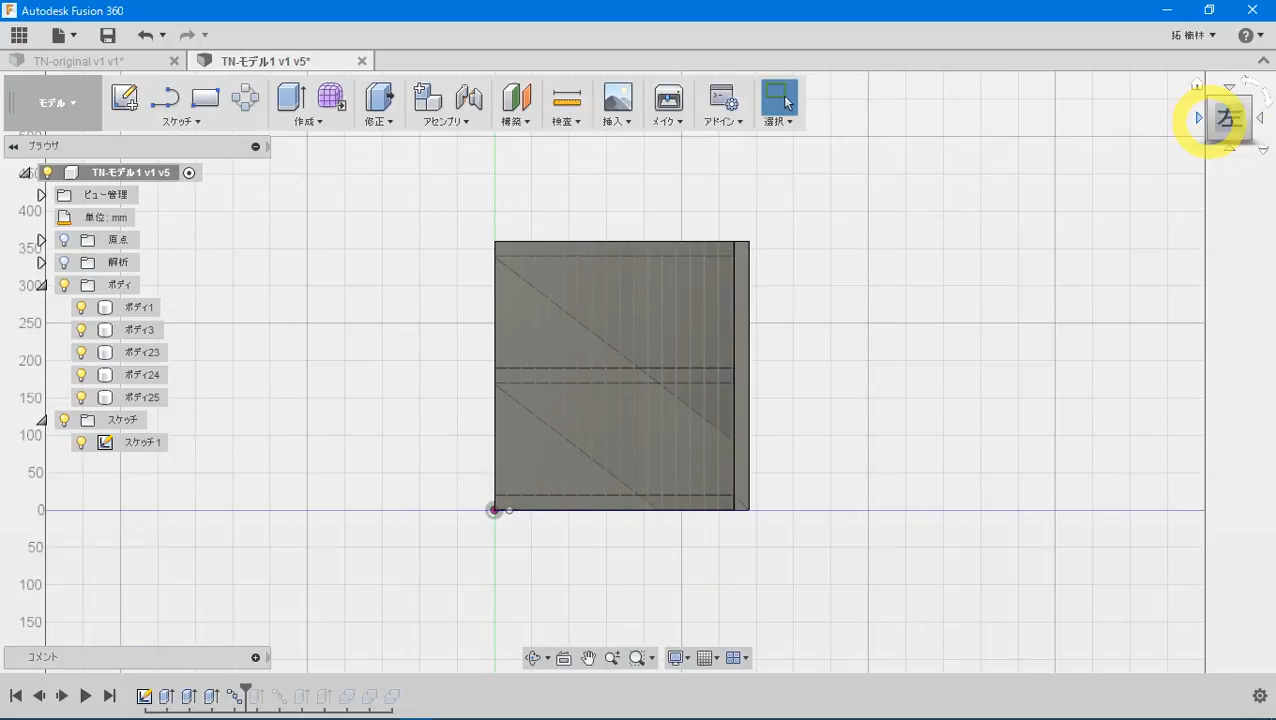 Autodesk Fusion 360
拓 楠林
TN-original v1 v1*
TN-モデル1 v1 v5*
モデル
スケッチ
作成
修正
アセンブリ
構築
検査
挿入
メイク
アドイン
選択
左
ブラウザ
TN-モデル1 v1 v5
ビュー管理
単位: mm
原点
解析
ボディ
ボディ1
ボディ3
ボディ23
ボディ24
ボディ25
スケッチ
スケッチ1
400
350
300
250
200
150
100
50
0
50
100
150
コメント